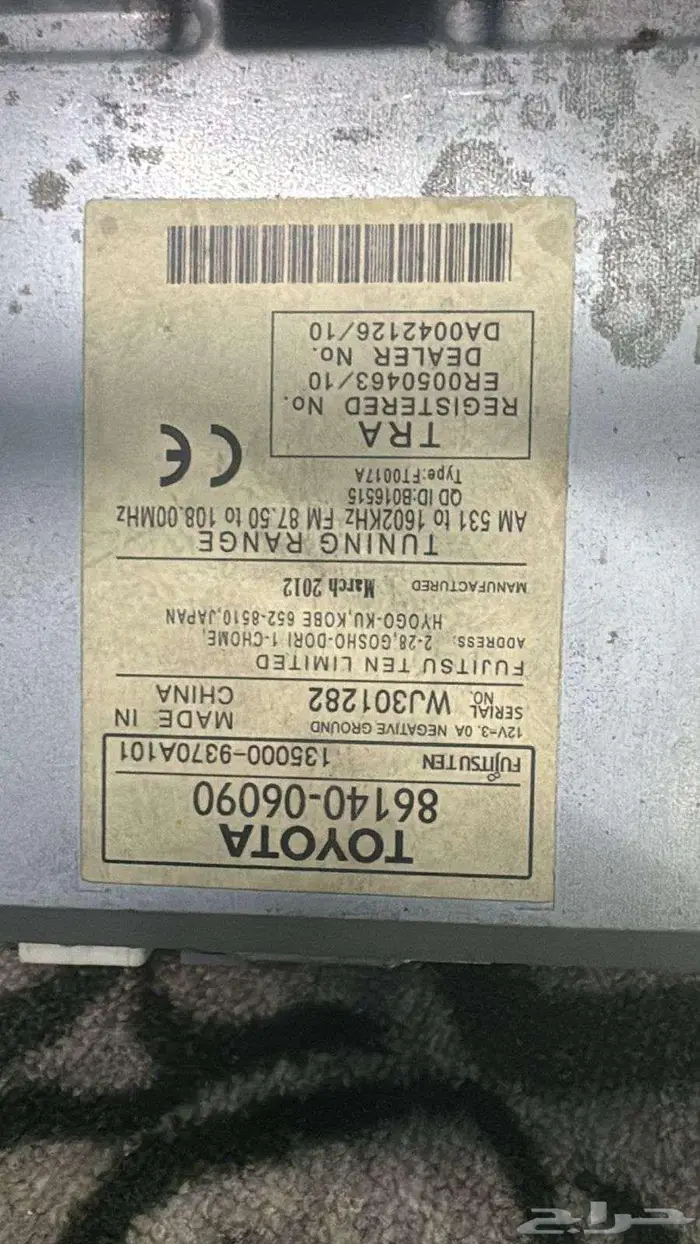 TOYOTA
86140-06090
FUJITSU TEN 135000-9370A101
12V⎓3.0A NEGATIVE GROUND
SERIAL NO. WJ301282
MADE IN CHINA
FUJITSU TEN LIMITED
ADDRESS: 2-28,GOSHO-DORI 1-CHOME,
HYOGO-KU,KOBE 652-8510,JAPAN
MANUFACTURED March 2012
TUNING RANGE
AM 531 to 1602KHz FM 87.50 to 108.00MHz
QD ID:B016515
Type:FT0017A
CE
TRA
REGISTERED No.
ER0050463/10
DEALER No.
DA0042126/10
حراج